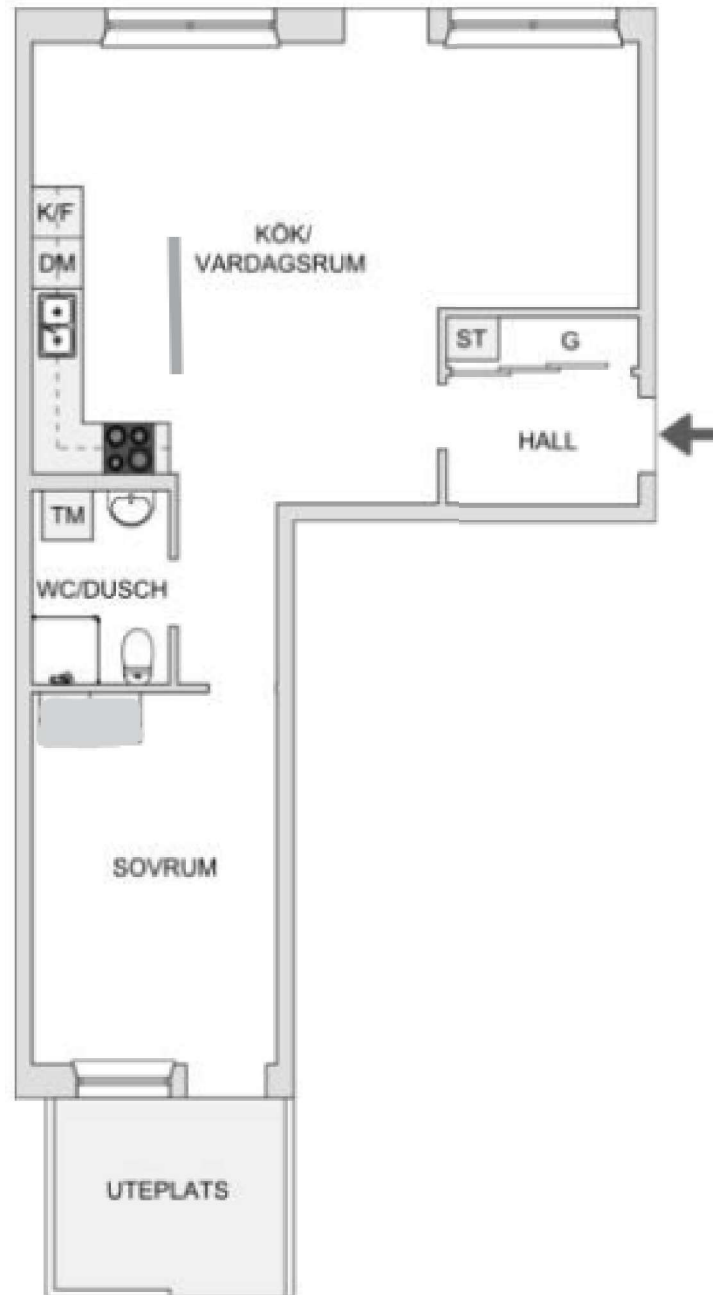 K/F
DM
KÖK/
VARDAGSRUM
ST
G
HALL
TM
WC/DUSCH
SOVRUM
UTEPLATS